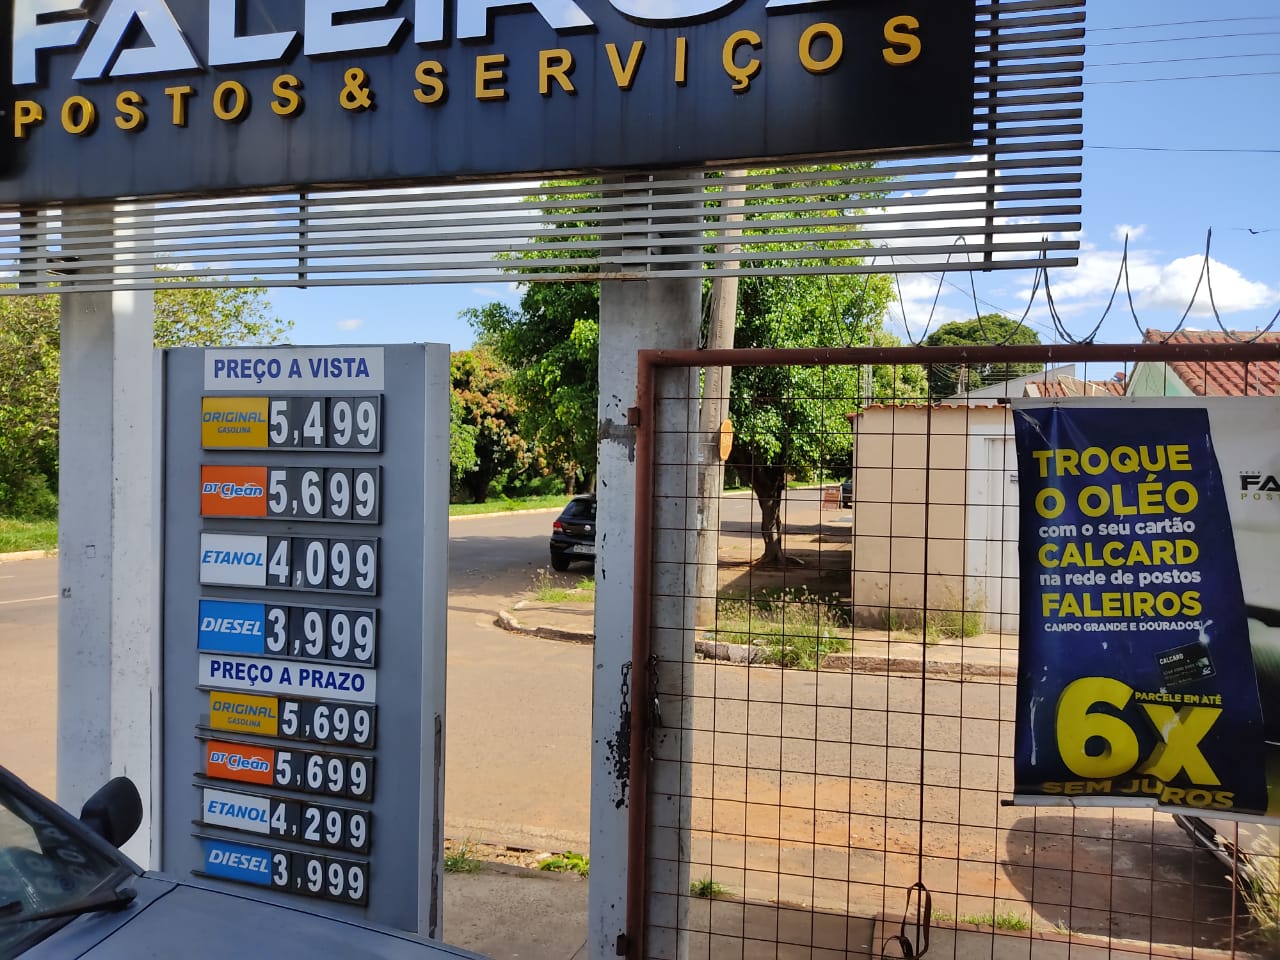 POSTOS & SERVIÇOS
PREÇO A VISTA
ORIGINAL
GASOLINA
5,499
DT Clean
5,699
ETANOL
4,099
DIESEL
3,999
PREÇO A PRAZO
ORIGINAL
GASOLINA
5,699
DT Clean
5,699
ETANOL
4,299
DIESEL
3,999
TROQUE
O OLÉO
com o seu cartão
CALCARD
na rede de postos
FALEIROS
CAMPO GRANDE E DOURADOS
CALCARD
PARCELE EM ATÉ
6X
SEM JUROS